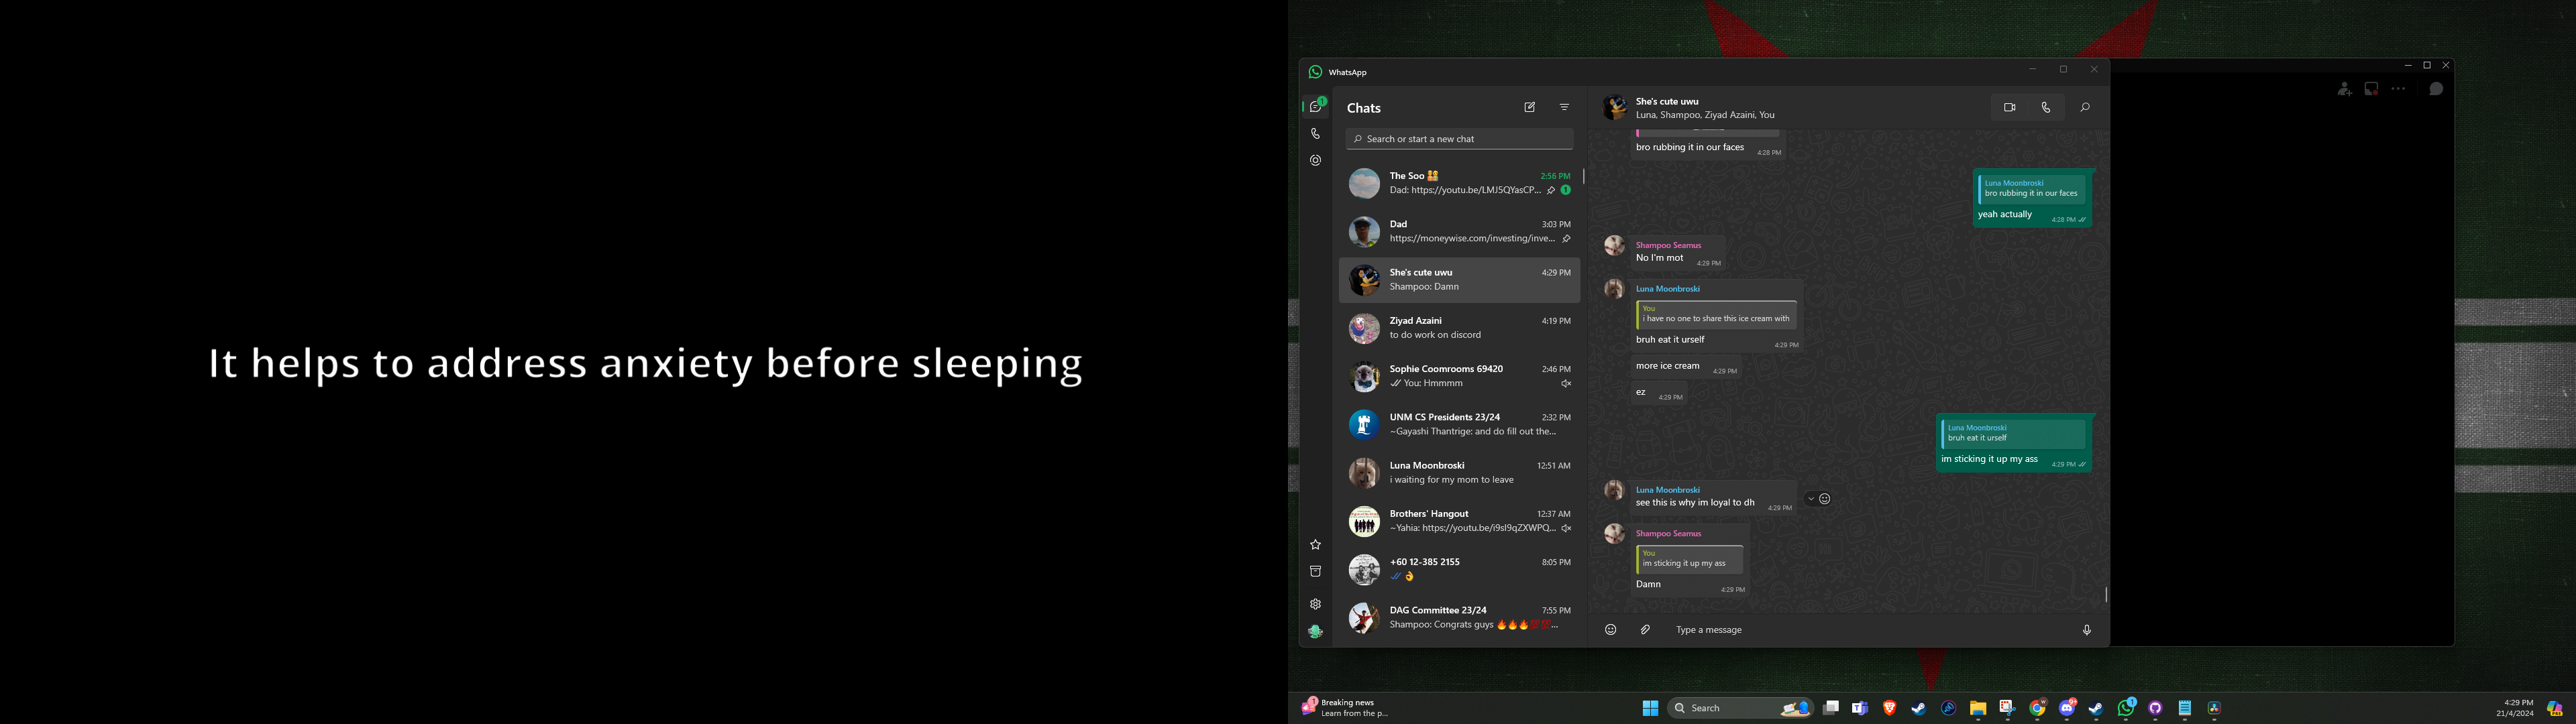 It helps to address anxiety before sleeping
WhatsApp
1
Chats
Search or start a new chat
The Soo 2:56 PM
Dad: https://youtu.be/LMJ5QYasCP... 1
Dad 3:03 PM
https://moneywise.com/investing/inve...
She's cute uwu 4:29 PM
Shampoo: Damn
Ziyad Azaini 4:19 PM
to do work on discord
Sophie Coomrooms 69420 2:46 PM
You: Hmmmm
UNM CS Presidents 23/24 2:32 PM
~Gayashi Thantrige: and do fill out the...
Luna Moonbroski 12:51 AM
i waiting for my mom to leave
Brothers' Hangout 12:37 AM
~Yahia: https://youtu.be/i9sI9qZXWPQ...
+60 12-385 2155 8:05 PM
👌
DAG Committee 23/24 7:55 PM
Shampoo: Congrats guys 🔥🔥🔥💯💯...
She's cute uwu
Luna, Shampoo, Ziyad Azaini, You
bro rubbing it in our faces 4:28 PM
Luna Moonbroski
bro rubbing it in our faces
yeah actually 4:28 PM
Shampoo Seamus
No I'm mot 4:29 PM
Luna Moonbroski
You
i have no one to share this ice cream with
bruh eat it urself 4:29 PM
more ice cream 4:29 PM
ez 4:29 PM
Luna Moonbroski
bruh eat it urself
im sticking it up my ass 4:29 PM
Luna Moonbroski
see this is why im loyal to dh 4:29 PM
Shampoo Seamus
You
im sticking it up my ass
Damn 4:29 PM
Type a message
1
Breaking news
Learn from the p...
Search
4:29 PM
21/4/2024